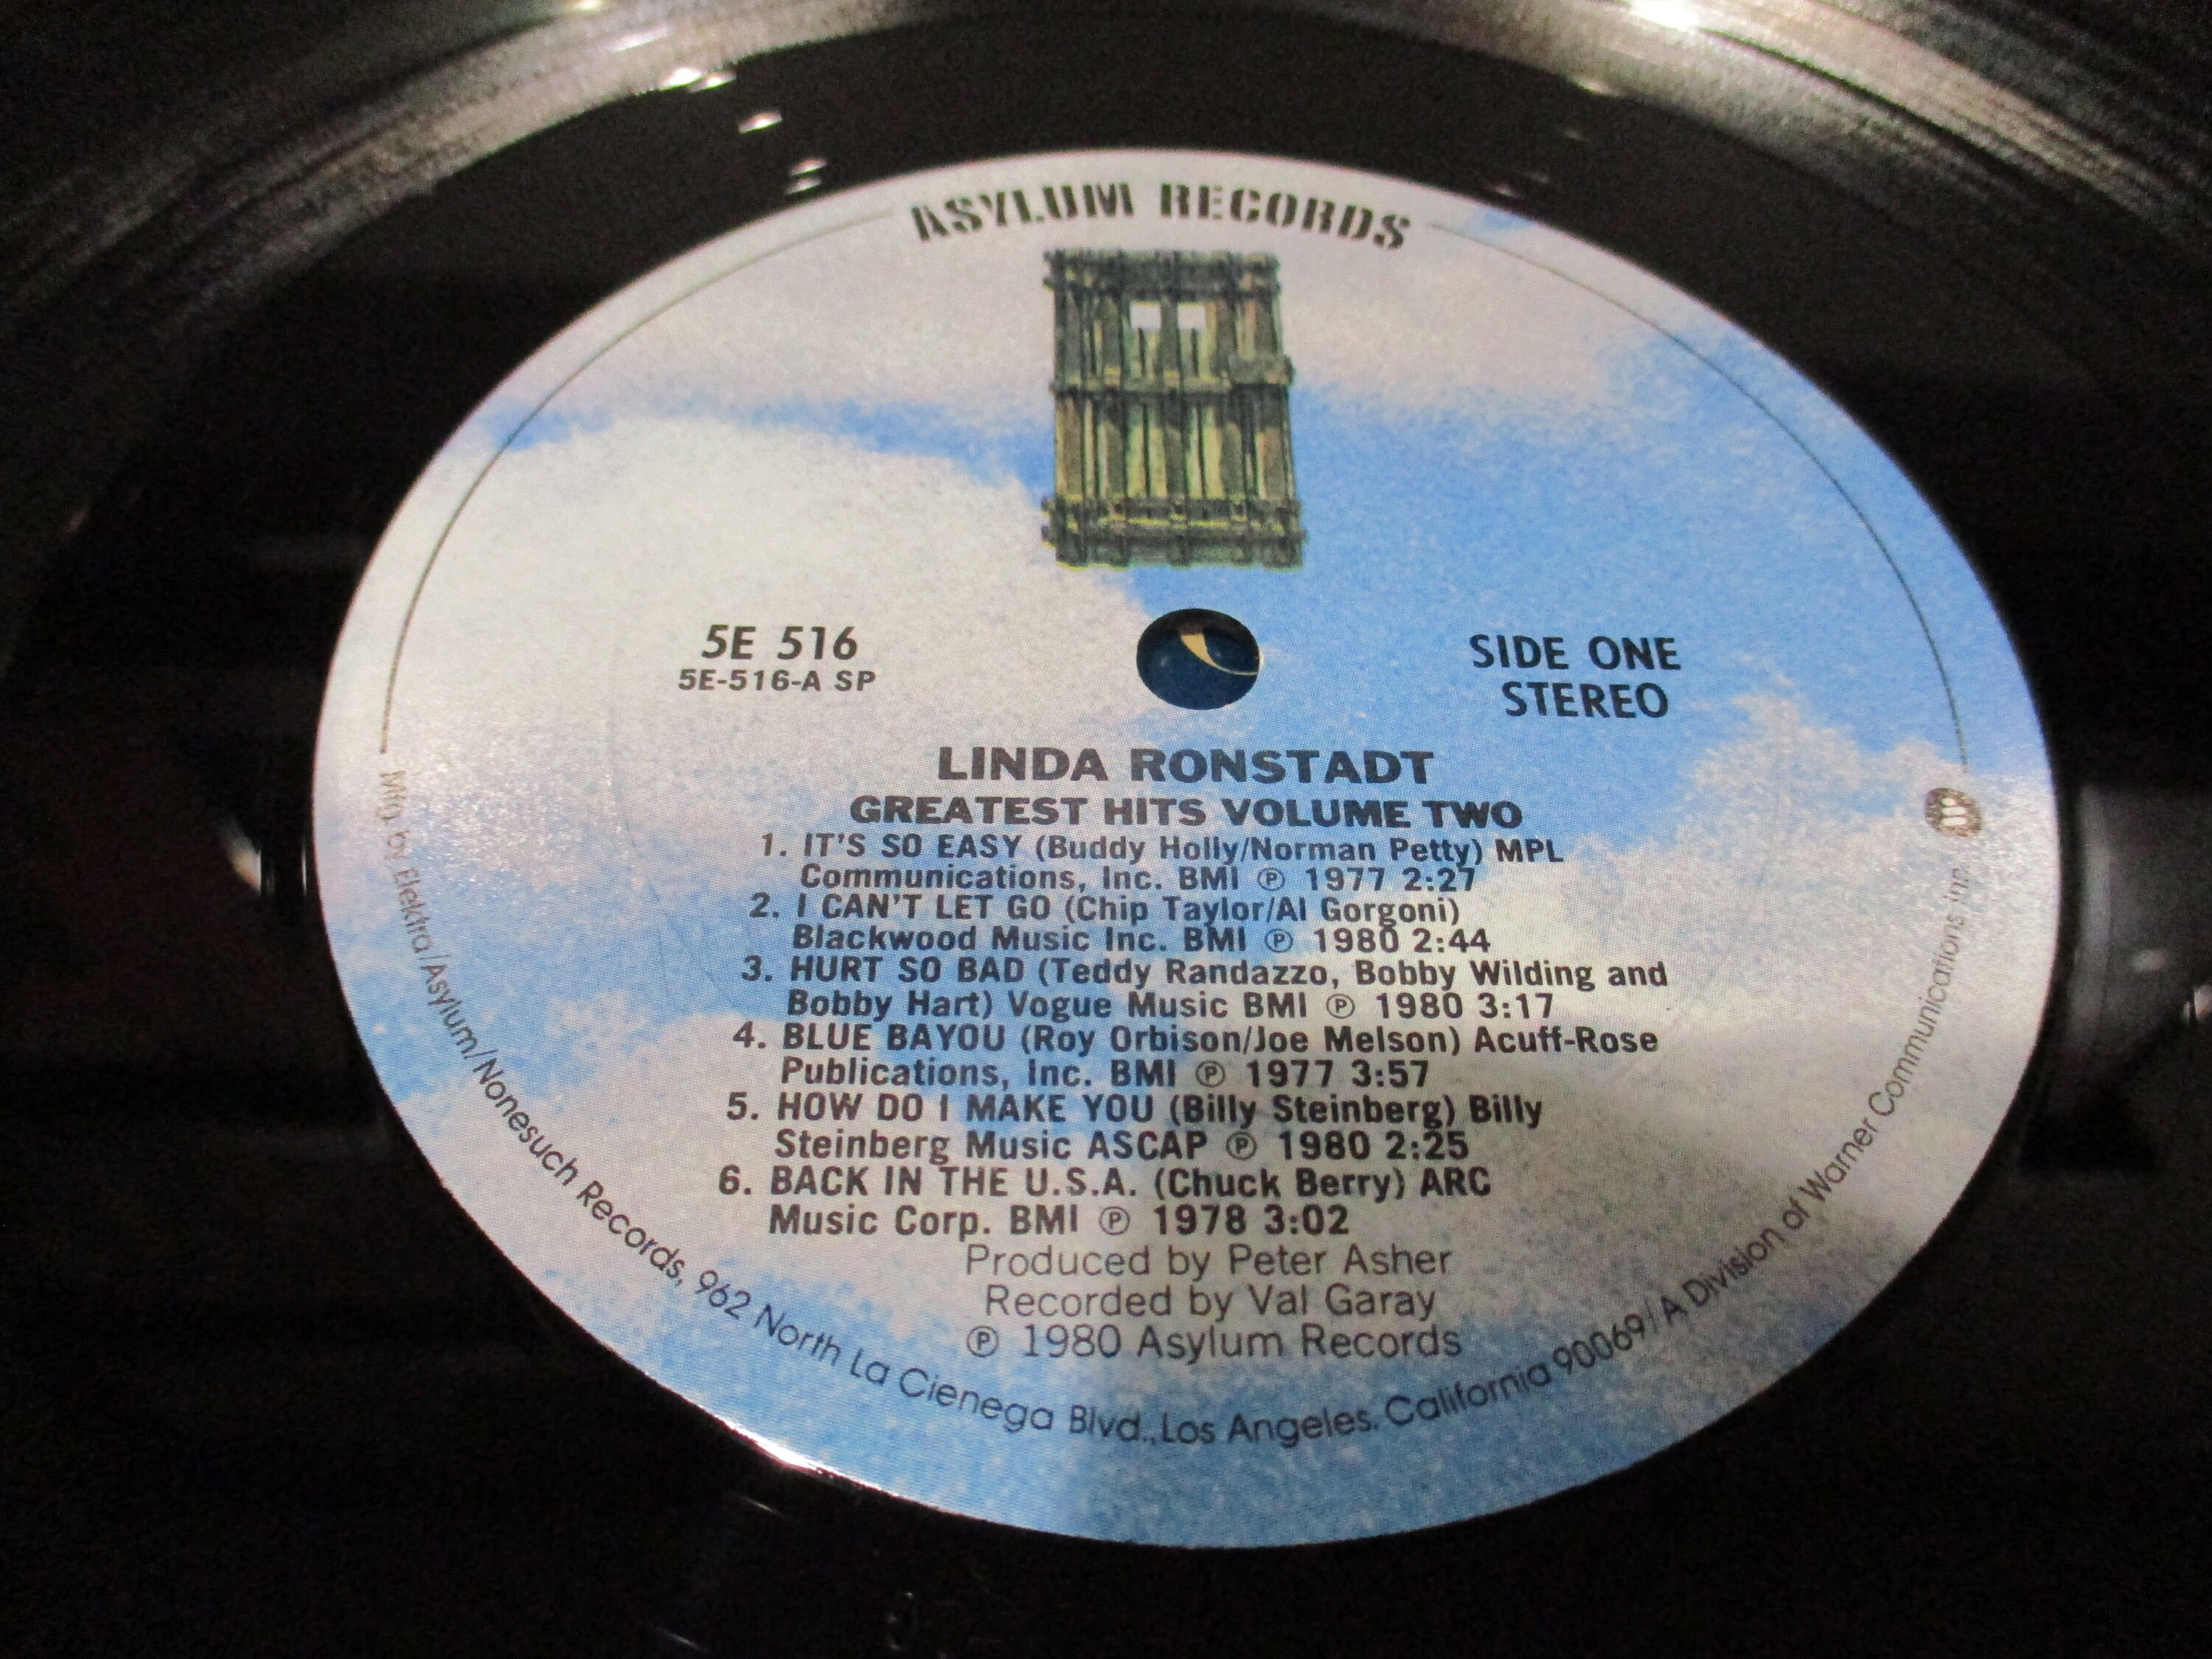 ASYLUM RECORDS
5E 516
5E-516-A SP
SIDE ONE
STEREO
LINDA RONSTADT
GREATEST HITS VOLUME TWO
1. IT'S SO EASY (Buddy Holly/Norman Petty) MPL
Communications, Inc. BMI ℗ 1977 2:27
2. I CAN'T LET GO (Chip Taylor/Al Gorgoni)
Blackwood Music Inc. BMI ℗ 1980 2:44
3. HURT SO BAD (Teddy Randazzo, Bobby Wilding and
Bobby Hart) Vogue Music BMI ℗ 1980 3:17
4. BLUE BAYOU (Roy Orbison/Joe Melson) Acuff-Rose
Publications, Inc. BMI ℗ 1977 3:57
5. HOW DO I MAKE YOU (Billy Steinberg) Billy
Steinberg Music ASCAP ℗ 1980 2:25
6. BACK IN THE U.S.A. (Chuck Berry) ARC
Music Corp. BMI ℗ 1978 3:02
Produced by Peter Asher
Recorded by Val Garay
℗ 1980 Asylum Records
Mfg. by Elektra/Asylum/Nonesuch Records, 962 North La Cienega Blvd., Los Angeles, California 90069/A Division of Warner Communications Inc.